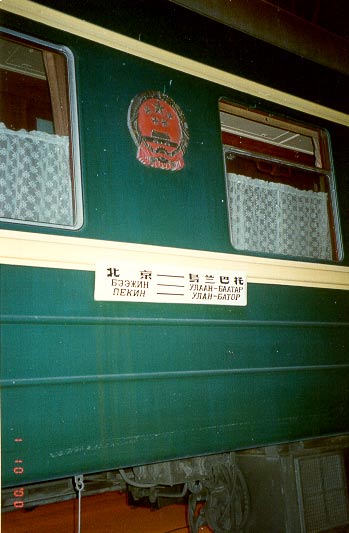 北京——乌兰巴托
БЭЭЖИН — УЛААН-БААТАР
ПЕКИН — УЛАН-БАТОР